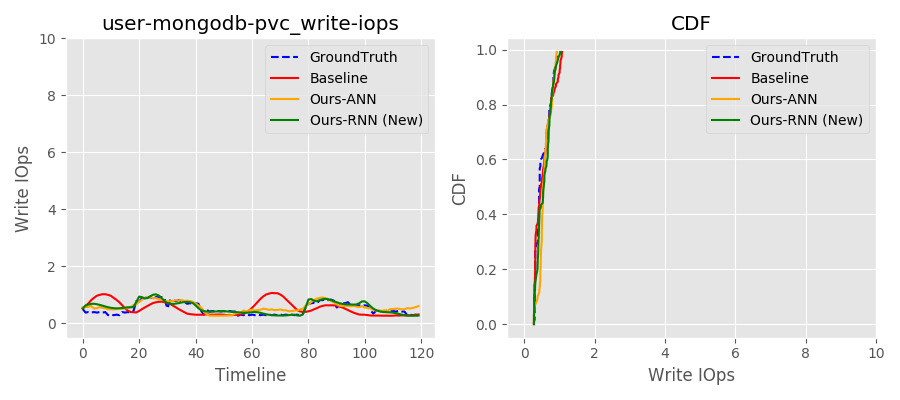 user-mongodb-pvc_write-iops
Write IOps
10
8
6
4
2
0
0 20 40 60 80 100 120
Timeline
GroundTruth
Baseline
Ours-ANN
Ours-RNN (New)
CDF
CDF
1.0
0.8
0.6
0.4
0.2
0.0
0 2 4 6 8 10
Write IOps
GroundTruth
Baseline
Ours-ANN
Ours-RNN (New)